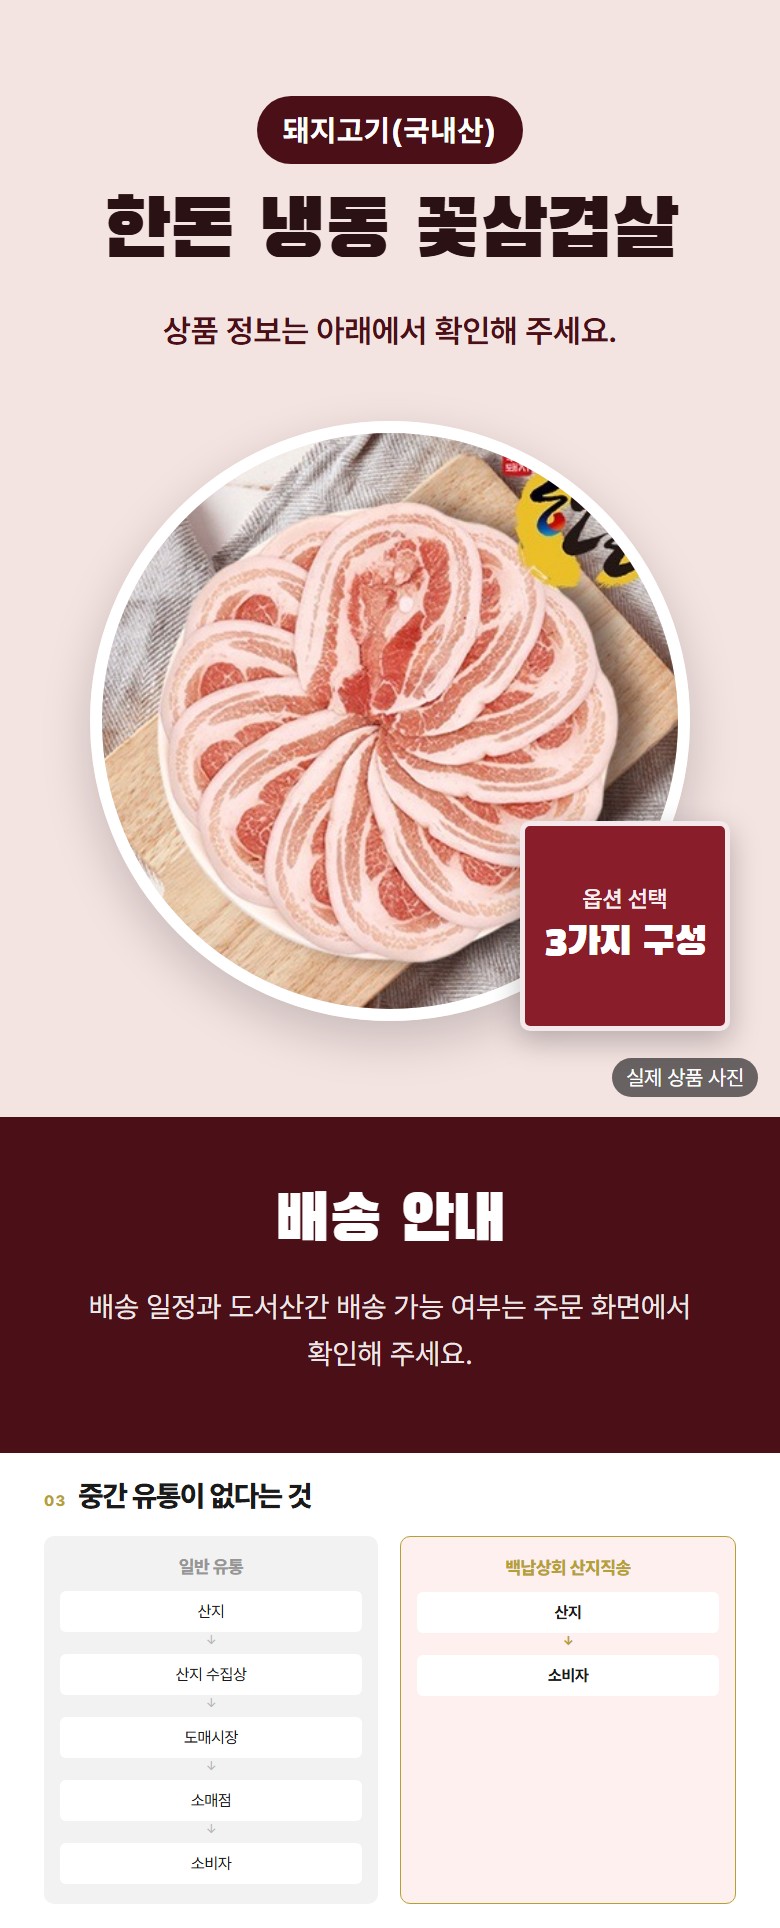 돼지고기(국내산)
한돈 냉동 꽃삼겹살
상품 정보는 아래에서 확인해 주세요.
옵션 선택
3가지 구성
실제 상품 사진
배송 안내
배송 일정과 도서산간 배송 가능 여부는 주문 화면에서
확인해 주세요.
03 중간 유통이 없다는 것
일반 유통
산지
↓
산지 수집상
↓
도매시장
↓
소매점
↓
소비자
백납상회 산지직송
산지
↓
소비자